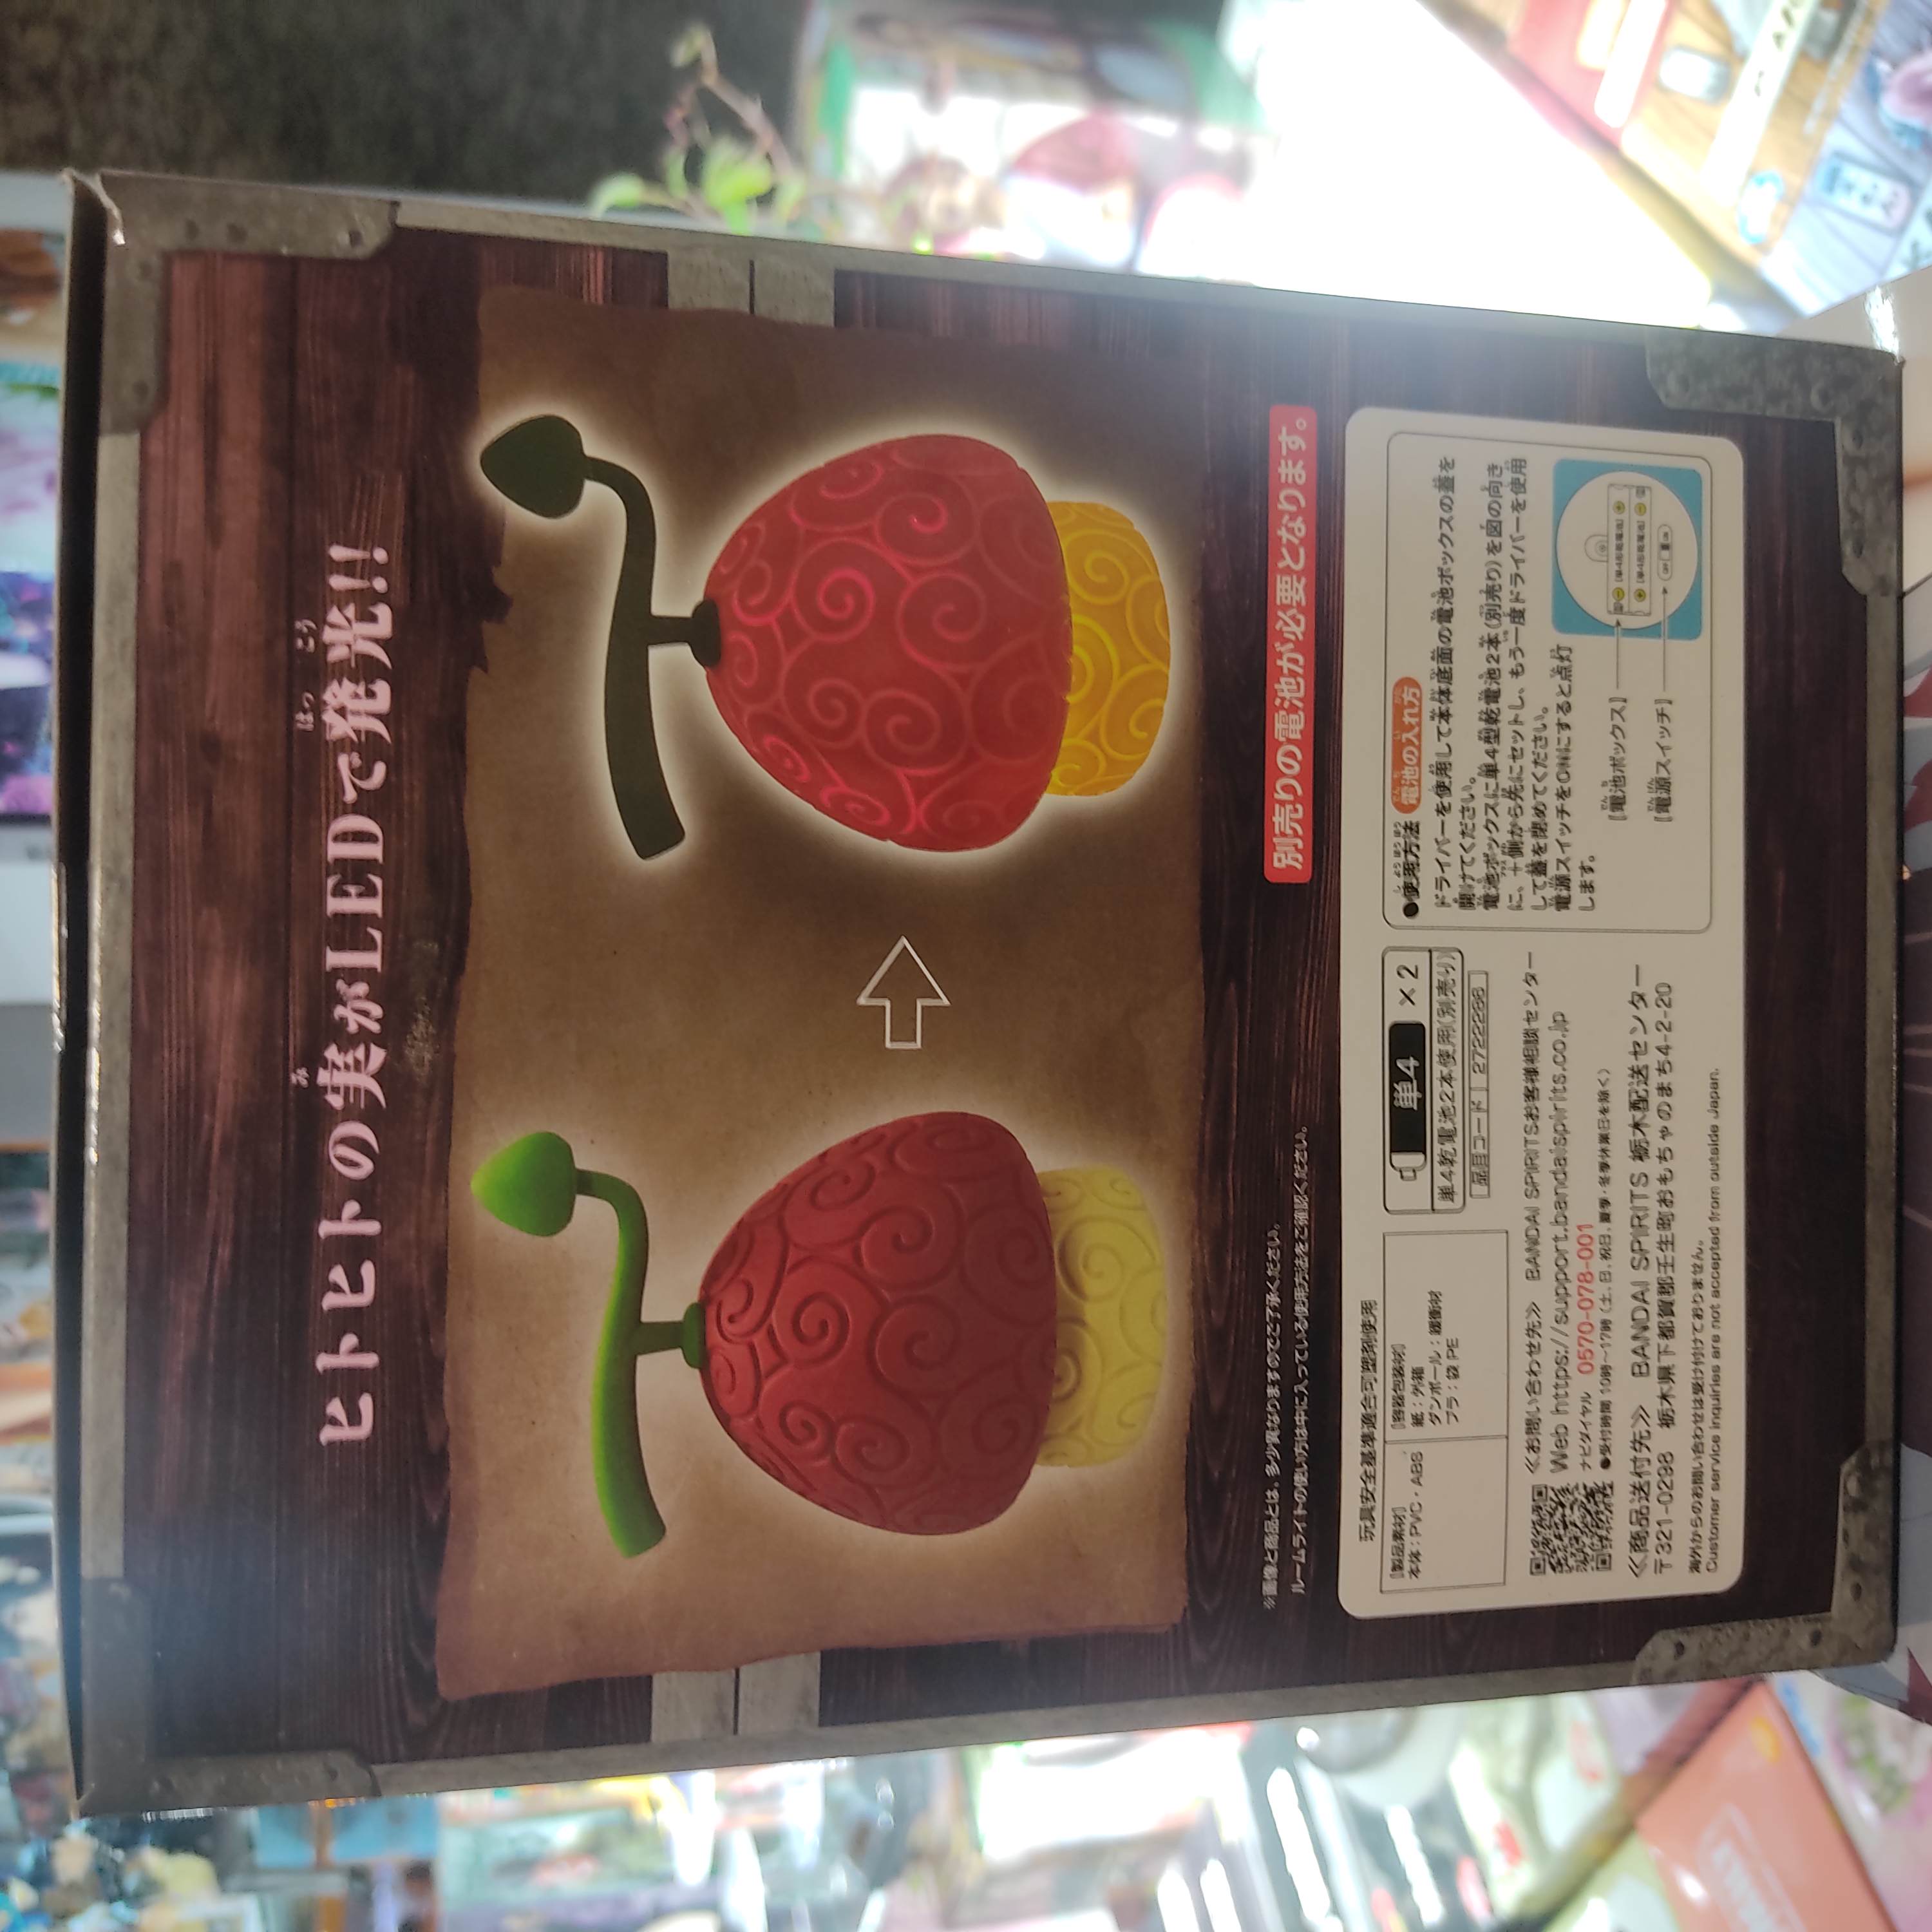 ヒトヒトの実がLEDで発光!!
別売りの電池が必要となります。
※画像と商品とは、多少異なりますのでご了承ください。
ルームライトの使い方は中に入っている使用方法をご確認ください。
玩具安全基準適合可塑剤使用
[製品素材]
本体:PVC・ABS
[容器包装材]
紙:外箱
ダンボール:緩衝材
プラ:袋 PE
単4 ×2
単4乾電池2本使用(別売り)
品目コード 2722286
≪お問い合わせ先≫ BANDAI SPIRITSお客様相談センター
Web https://support.bandaispirits.co.jp
ナビダイヤル 0570-078-001
●受付時間 10時~17時(土、日、祝日、夏季・冬季休業日を除く)
≪商品送付先≫ BANDAI SPIRITS 栃木配送センター
〒321-0298 栃木県下都賀郡壬生町おもちゃのまち4-2-20
海外からのお問い合わせは受け付けておりません。
Customer service inquiries are not accepted from outside Japan.
●使用方法 電池の入れ方
ドライバーを使用して本体底面の電池ボックスの蓋を
開けてください。
電池ボックスに単4型乾電池2本(別売り)を図の向き
に、+側から先にセットし、もう一度ドライバーを使用
して蓋を閉めてください。
電源スイッチをONにすると点灯
します。
[電池ボックス]
[電源スイッチ]